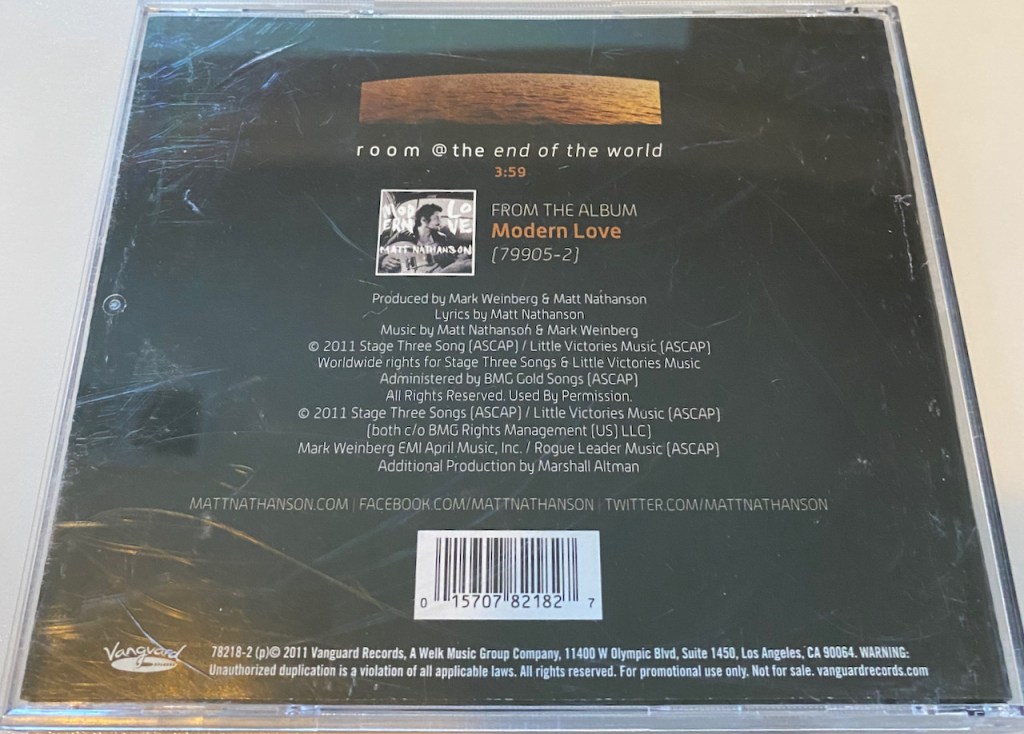 room @ the end of the world
3:59
MOD LO
ERN VE
MATT NATHANSON
FROM THE ALBUM
Modern Love
[79905-2]
Produced by Mark Weinberg & Matt Nathanson
Lyrics by Matt Nathanson
Music by Matt Nathanson & Mark Weinberg
© 2011 Stage Three Song [ASCAP] / Little Victories Music [ASCAP]
Worldwide rights for Stage Three Songs & Little Victories Music
Administered by BMG Gold Songs [ASCAP]
All Rights Reserved. Used By Permission.
© 2011 Stage Three Songs [ASCAP] / Little Victories Music [ASCAP]
[both c/o BMG Rights Management [US] LLC]
Mark Weinberg EMI April Music, Inc. / Rogue Leader Music [ASCAP]
Additional Production by Marshall Altman
MATTNATHANSON.COM | FACEBOOK.COM/MATTNATHANSON | TWITTER.COM/MATTNATHANSON
0 15707 82182 7
Vanguard
78218-2 (p)© 2011 Vanguard Records, A Welk Music Group Company, 11400 W Olympic Blvd, Suite 1450, Los Angeles, CA 90064. WARNING:
Unauthorized duplication is a violation of all applicable laws. All rights reserved. For promotional use only. Not for sale. vanguardrecords.com